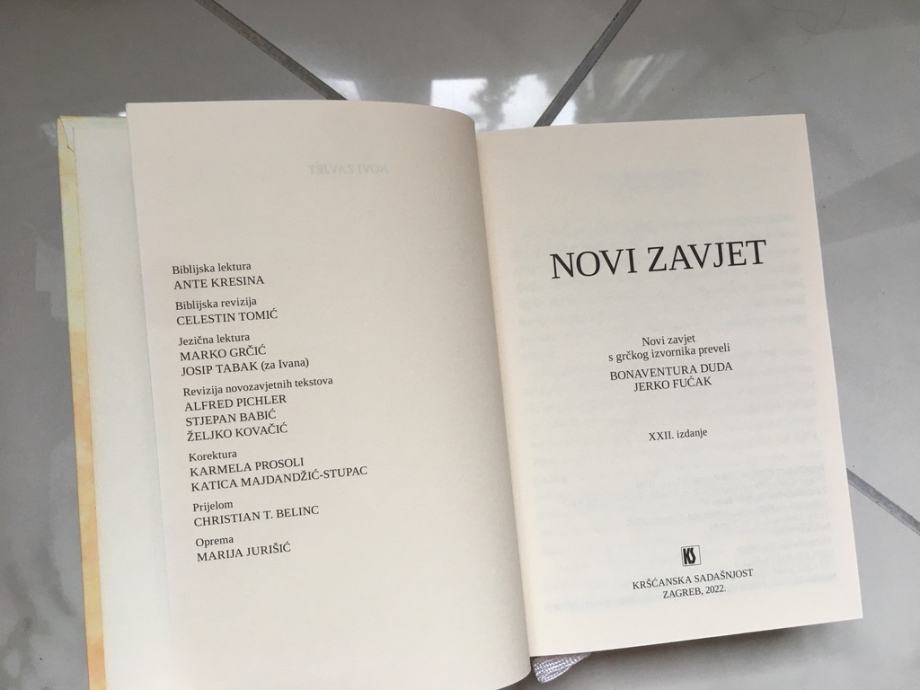 NOVI ZAVJET
Biblijska lektura
ANTE KRESINA
Biblijska revizija
CELESTIN TOMIĆ
Jezična lektura
MARKO GRČIĆ
JOSIP TABAK (za Ivana)
Revizija novozavjetnih tekstova
ALFRED PICHLER
STJEPAN BABIĆ
ŽELJKO KOVAČIĆ
Korektura
KARMELA PROSOLI
KATICA MAJDANDŽIĆ-STUPAC
Prijelom
CHRISTIAN T. BELINC
Oprema
MARIJA JURIŠIĆ
NOVI ZAVJET
Novi zavjet
s grčkog izvornika preveli
BONAVENTURA DUDA
JERKO FUĆAK
XXII. izdanje
KS
KRŠĆANSKA SADAŠNJOST
ZAGREB, 2022.